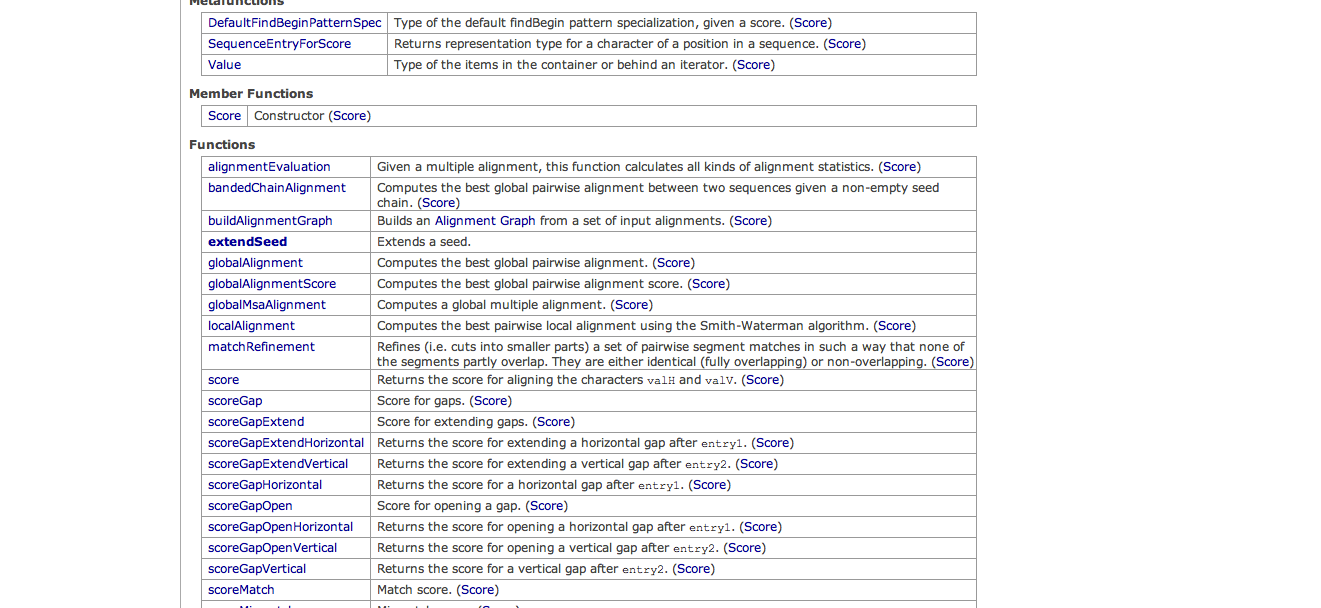 Metafunctions
DefaultFindBeginPatternSpec Type of the default findBegin pattern specialization, given a score. (Score)
SequenceEntryForScore Returns representation type for a character of a position in a sequence. (Score)
Value Type of the items in the container or behind an iterator. (Score)
Member Functions
Score Constructor (Score)
Functions
alignmentEvaluation Given a multiple alignment, this function calculates all kinds of alignment statistics. (Score)
bandedChainAlignment Computes the best global pairwise alignment between two sequences given a non-empty seed
chain. (Score)
buildAlignmentGraph Builds an Alignment Graph from a set of input alignments. (Score)
extendSeed Extends a seed.
globalAlignment Computes the best global pairwise alignment. (Score)
globalAlignmentScore Computes the best global pairwise alignment score. (Score)
globalMsaAlignment Computes a global multiple alignment. (Score)
localAlignment Computes the best pairwise local alignment using the Smith-Waterman algorithm. (Score)
matchRefinement Refines (i.e. cuts into smaller parts) a set of pairwise segment matches in such a way that none of
the segments partly overlap. They are either identical (fully overlapping) or non-overlapping. (Score)
score Returns the score for aligning the characters valH and valV. (Score)
scoreGap Score for gaps. (Score)
scoreGapExtend Score for extending gaps. (Score)
scoreGapExtendHorizontal Returns the score for extending a horizontal gap after entry1. (Score)
scoreGapExtendVertical Returns the score for extending a vertical gap after entry2. (Score)
scoreGapHorizontal Returns the score for a horizontal gap after entry1. (Score)
scoreGapOpen Score for opening a gap. (Score)
scoreGapOpenHorizontal Returns the score for opening a horizontal gap after entry1. (Score)
scoreGapOpenVertical Returns the score for opening a vertical gap after entry2. (Score)
scoreGapVertical Returns the score for a vertical gap after entry2. (Score)
scoreMatch Match score. (Score)